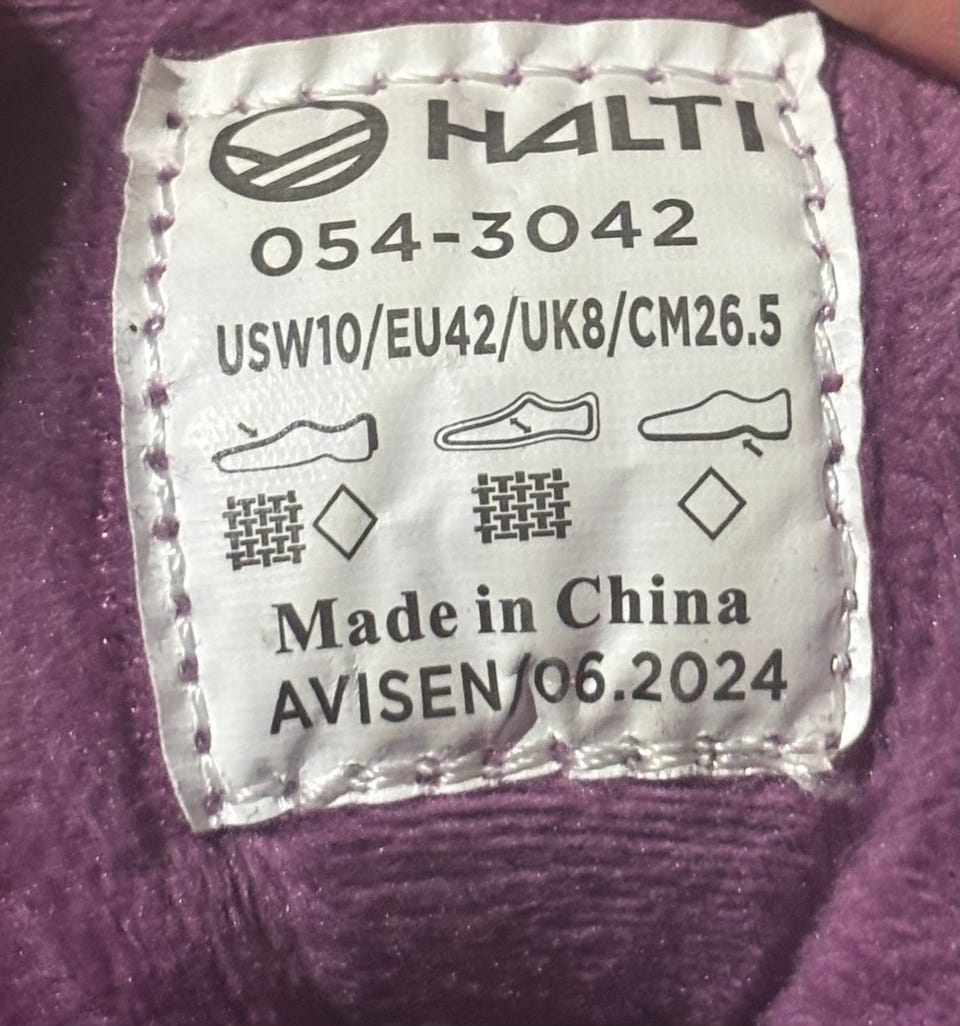 HALTI
054-3042
USW10/EU42/UK8/CM26.5
Made in China
AVISEN/06.2024